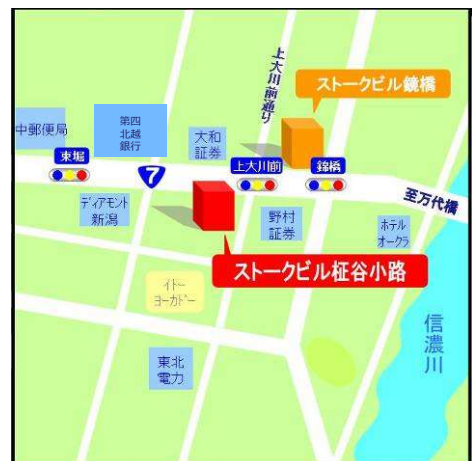 上大川前通り
ストークビル鏡橋
中郵便局
第四
北越
銀行
大和
証券
東堀
7
上大川前
鏡橋
至万代橋
ディアモント
新潟
野村
証券
ホテル
オークラ
ストークビル柾谷小路
イトー
ヨーカドー
信濃川
東北
電力